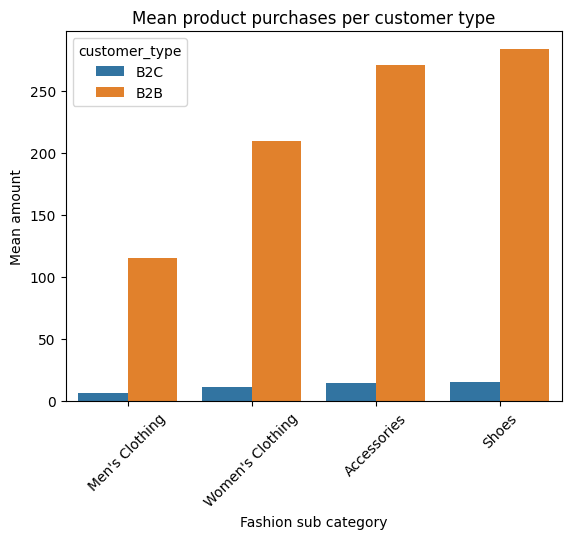 Mean product purchases per customer type
customer_type
B2C
B2B
Mean amount
250
200
150
100
50
0
Men's Clothing
Women's Clothing
Accessories
Shoes
Fashion sub category